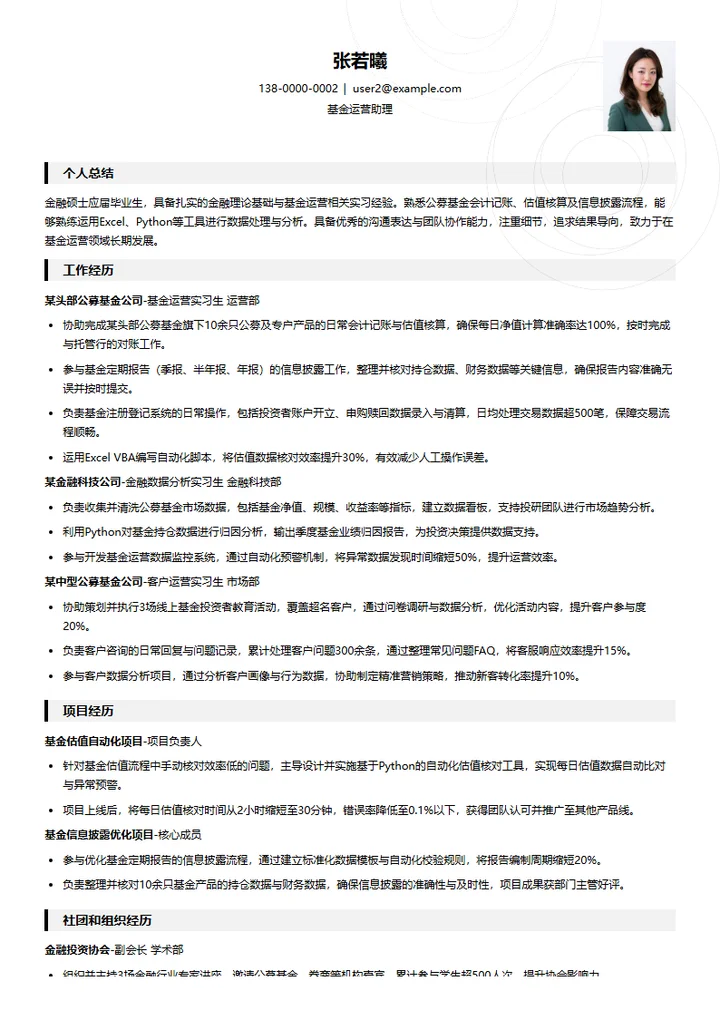 张若曦
138-0000-0002 | user2@example.com
基金运营助理
个人总结
金融硕士应届毕业生，具备扎实的金融理论基础与基金运营相关实习经验。熟悉公募基金会计记账、估值核算及信息披露流程，能
够熟练运用Excel、Python等工具进行数据处理与分析。具备优秀的沟通表达与团队协作能力，注重细节，追求结果导向，致力于在
基金运营领域长期发展。
工作经历
某头部公募基金公司-基金运营实习生 运营部
• 协助完成某头部公募基金旗下10余只公募及专户产品的日常会计记账与估值核算，确保每日净值计算准确率达100%，按时完成
与托管行的对账工作。
• 参与基金定期报告（季报、半年报、年报）的信息披露工作，整理并核对持仓数据、财务数据等关键信息，确保报告内容准确无
误并按时提交。
• 负责基金注册登记系统的日常操作，包括投资者账户开立、申购赎回数据录入与清算，日均处理交易数据超500笔，保障交易流
程顺畅。
• 运用Excel VBA编写自动化脚本，将估值数据核对效率提升30%，有效减少人工操作误差。
某金融科技公司-金融数据分析实习生 金融科技部
• 负责收集并清洗公募基金市场数据，包括基金净值、规模、收益率等指标，建立数据看板，支持投研团队进行市场趋势分析。
• 利用Python对基金持仓数据进行归因分析，输出季度基金业绩归因报告，为投资决策提供数据支持。
• 参与开发基金运营数据监控系统，通过自动化预警机制，将异常数据发现时间缩短50%，提升运营效率。
某中型公募基金公司-客户运营实习生 市场部
• 协助策划并执行3场线上基金投资者教育活动，覆盖超名客户，通过问卷调研与数据分析，优化活动内容，提升客户参与度
20%。
• 负责客户咨询的日常回复与问题记录，累计处理客户问题300余条，通过整理常见问题FAQ，将客服响应效率提升15%。
• 参与客户数据分析项目，通过分析客户画像与行为数据，协助制定精准营销策略，推动新客转化率提升10%。
项目经历
基金估值自动化项目-项目负责人
• 针对基金估值流程中手动核对效率低的问题，主导设计并实施基于Python的自动化估值核对工具，实现每日估值数据自动比对
与异常预警。
• 项目上线后，将每日估值核对时间从2小时缩短至30分钟，错误率降低至0.1%以下，获得团队认可并推广至其他产品线。
基金信息披露优化项目-核心成员
• 参与优化基金定期报告的信息披露流程，通过建立标准化数据模板与自动化校验规则，将报告编制周期缩短20%。
• 负责整理并核对10余只基金产品的持仓数据与财务数据，确保信息披露的准确性与及时性，项目成果获部门主管好评。
社团和组织经历
金融投资协会-副会长 学术部
• 组织并主持3场金融行业专家讲座，邀请公募基金、券商等机构嘉宾，累计参与学生超500人次，提升协会影响力。